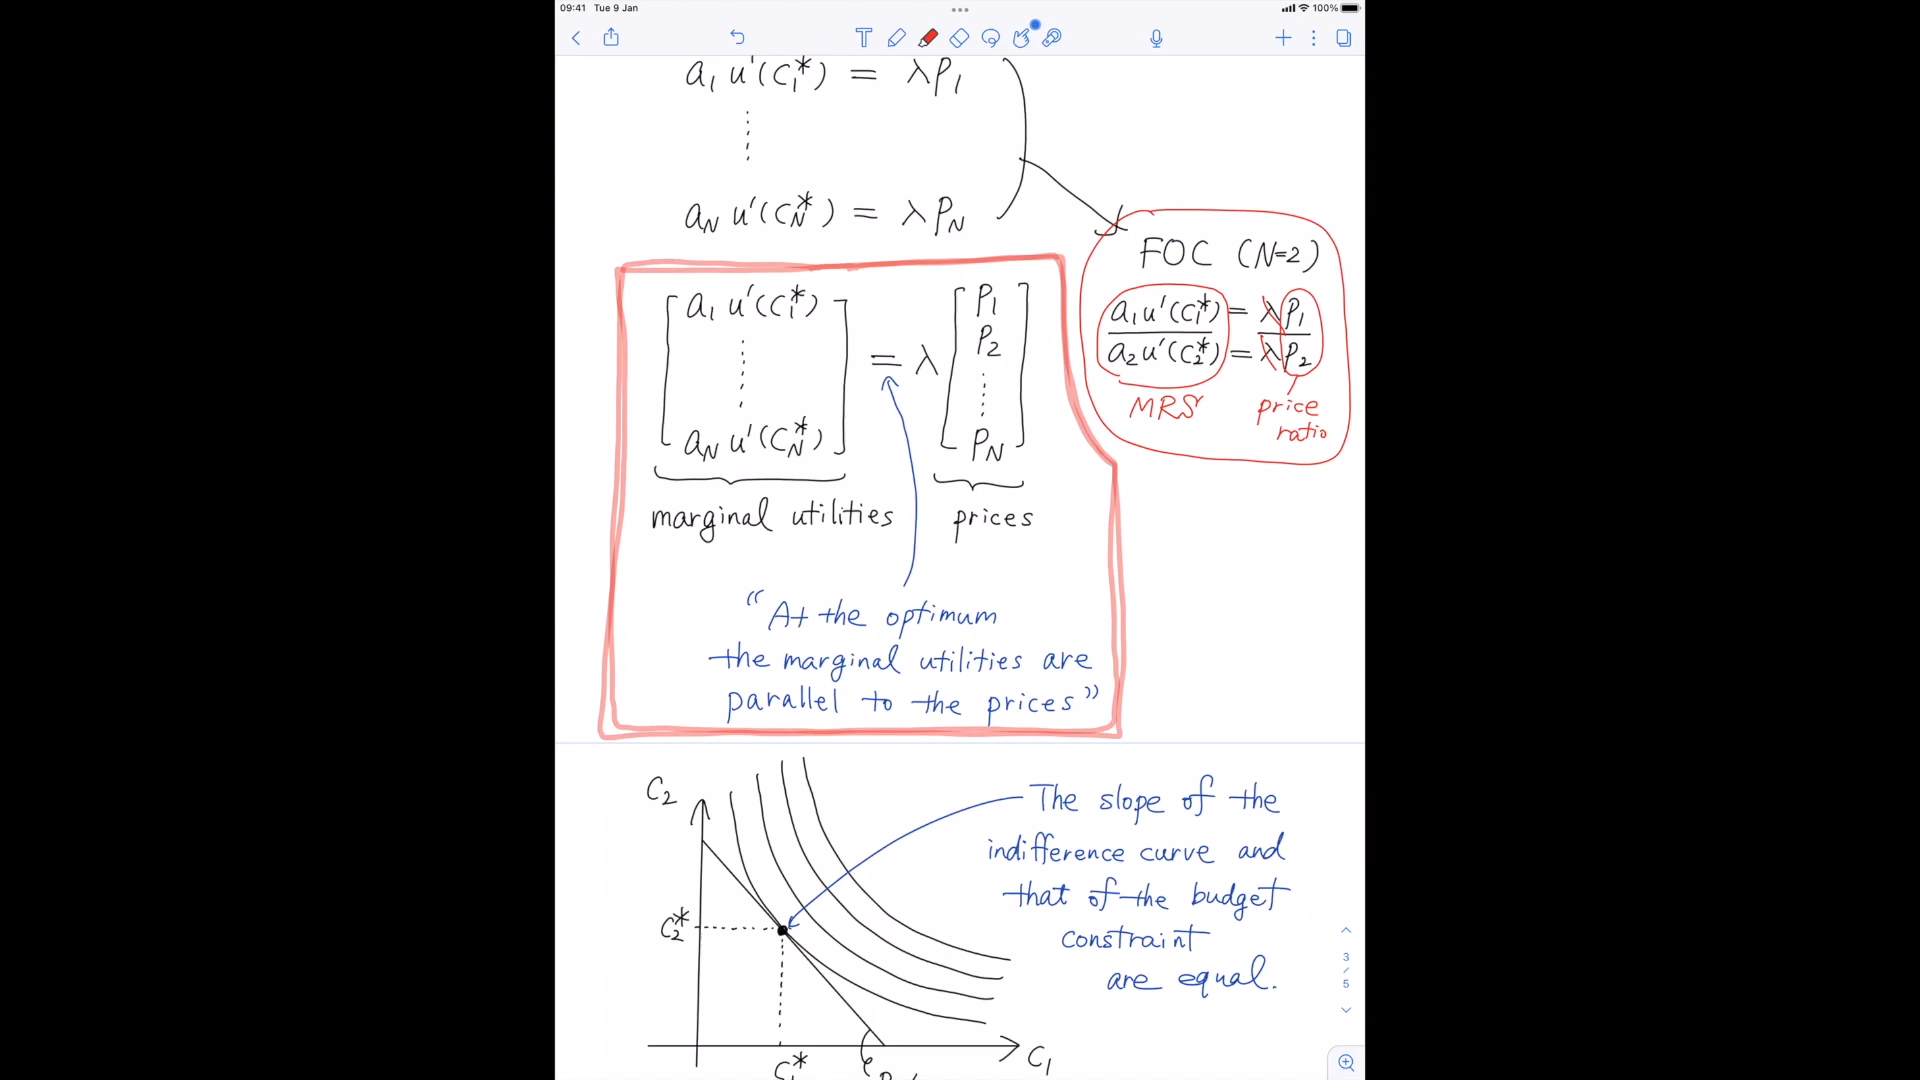 09:41 Tue 9 Jan
100%
a₁ u'(C₁*) = λP₁
a_N u'(C_N*) = λP_N
FOC (N=2)
a₁u'(C₁*) = λP₁
a₂u'(C₂*) = λP₂
MRS
price
ratio
a₁ u'(C₁*)
a_N u'(C_N*)
= λ
P₁
P₂
P_N
marginal utilities
prices
“At the optimum
the marginal utilities are
parallel to the prices”
C₂
The slope of the
indifference curve and
that of the budget
constraint
are equal.
C₂*
C₁*
C₁
3
/
5